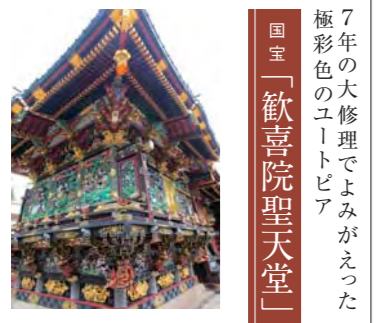 7年の大修理でよみがえった
極彩色のユートピア
国宝「歓喜院聖天堂」